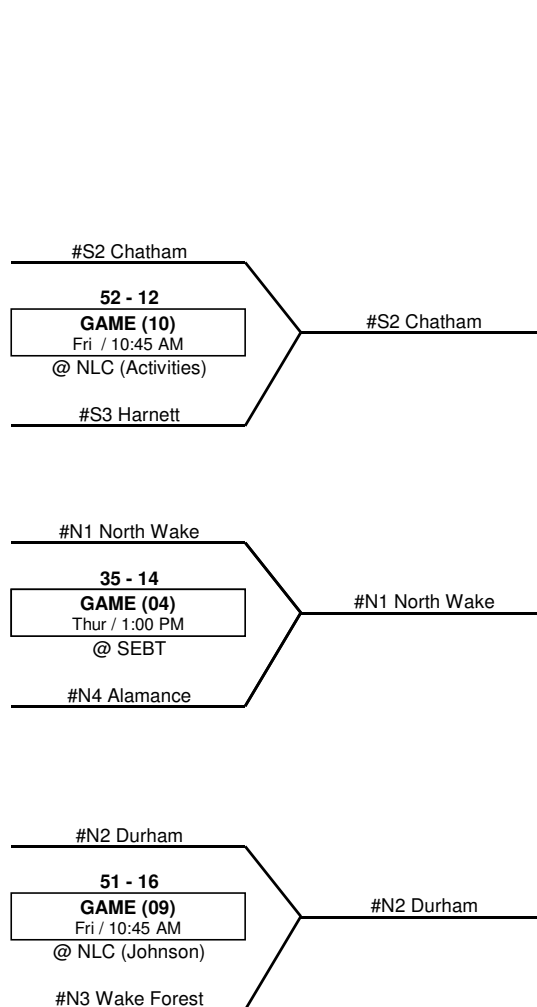 #S2 Chatham
52 - 12
GAME (10)
Fri / 10:45 AM
@ NLC (Activities)
#S3 Harnett
#S2 Chatham
#N1 North Wake
35 - 14
GAME (04)
Thur / 1:00 PM
@ SEBT
#N4 Alamance
#N1 North Wake
#N2 Durham
51 - 16
GAME (09)
Fri / 10:45 AM
@ NLC (Johnson)
#N3 Wake Forest
#N2 Durham